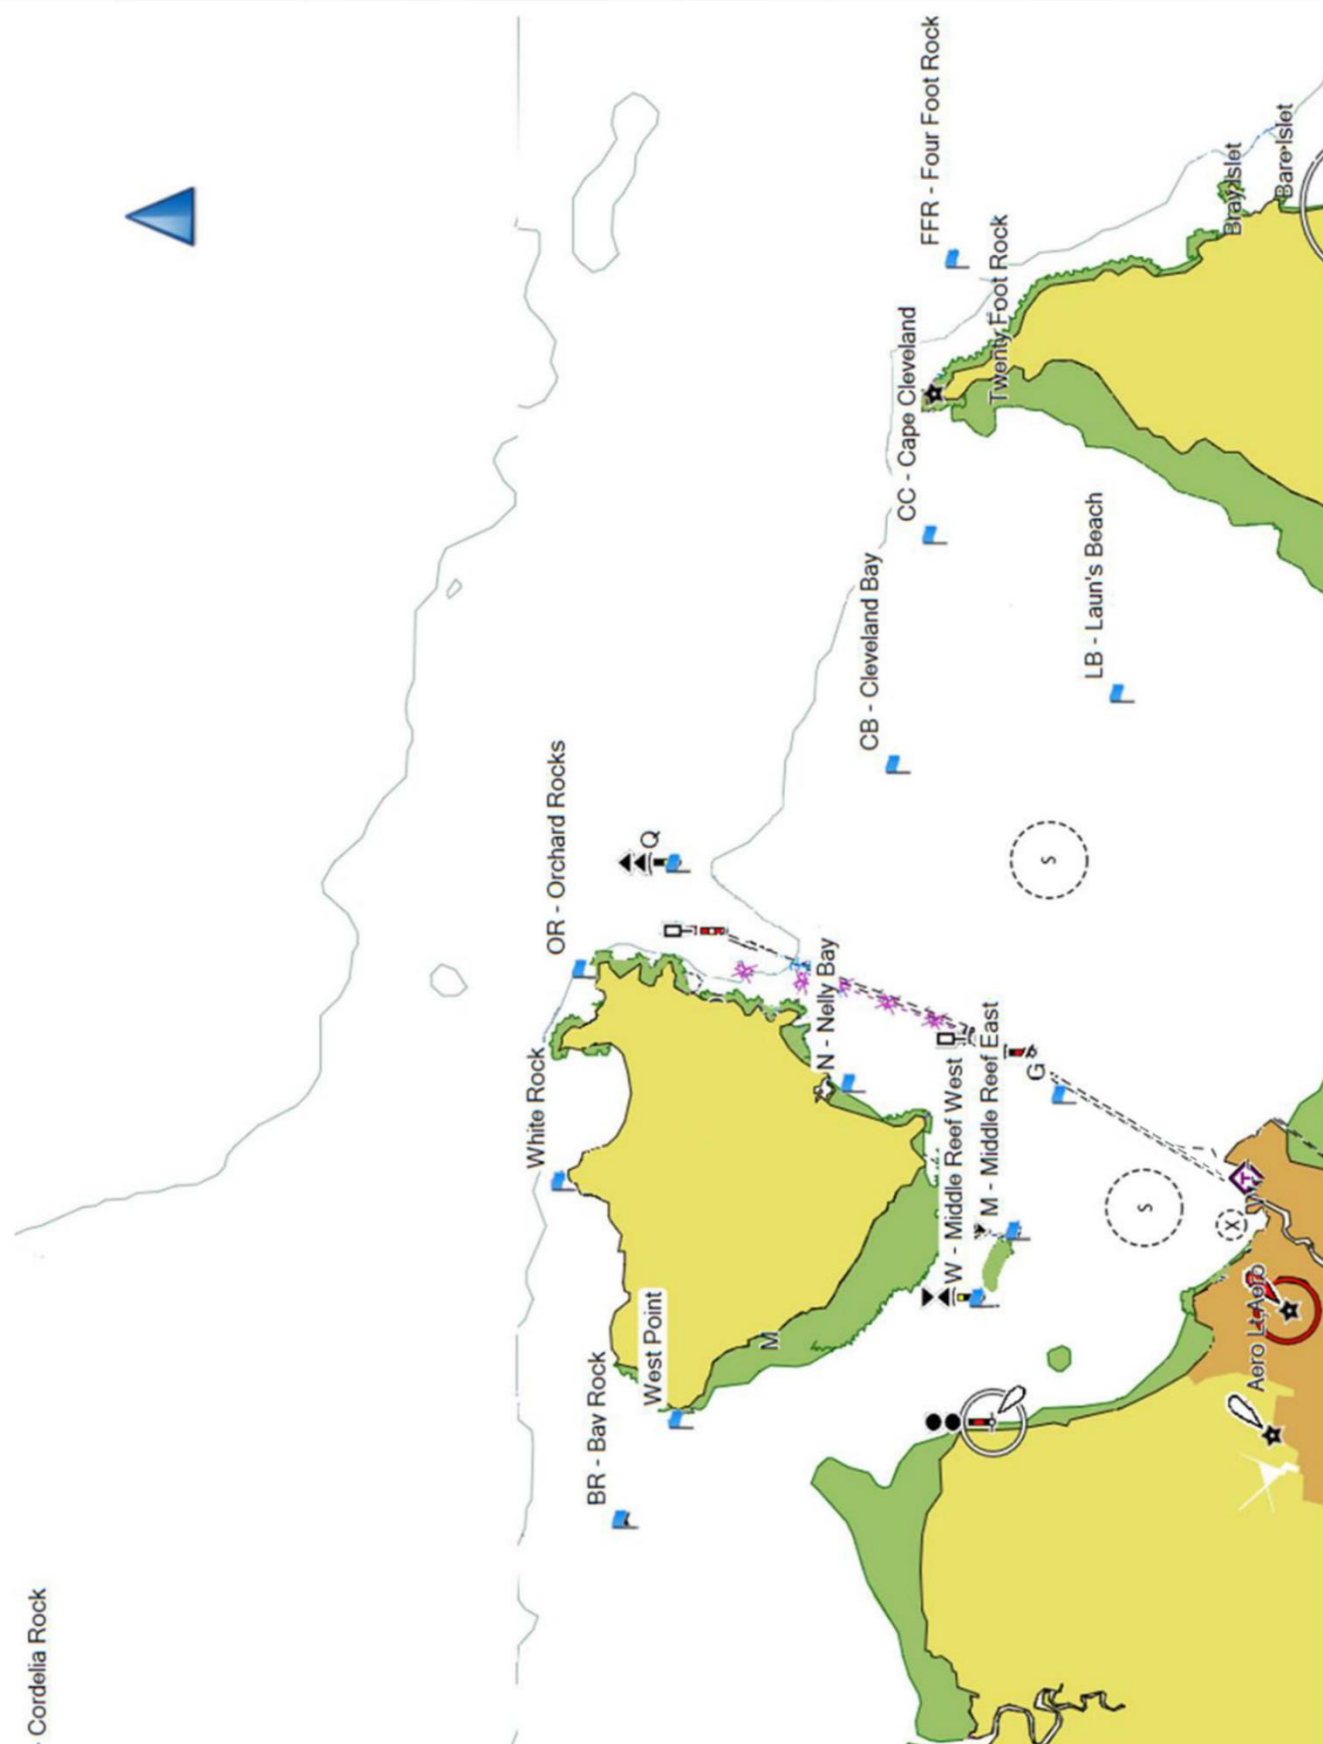 - Cordelia Rock
White Rock
OR - Orchard Rocks
BR - Bay Rock
West Point
Q
M
N - Nelly Bay
CB - Cleveland Bay
CC - Cape Cleveland
FFR - Four Foot Rock
Twenty Foot Rock
W - Middle Reef West
M - Middle Reef East
G
LB - Laun's Beach
S
S
X
T
Bray Islet
Bare Islet
Aero Lt,Aero